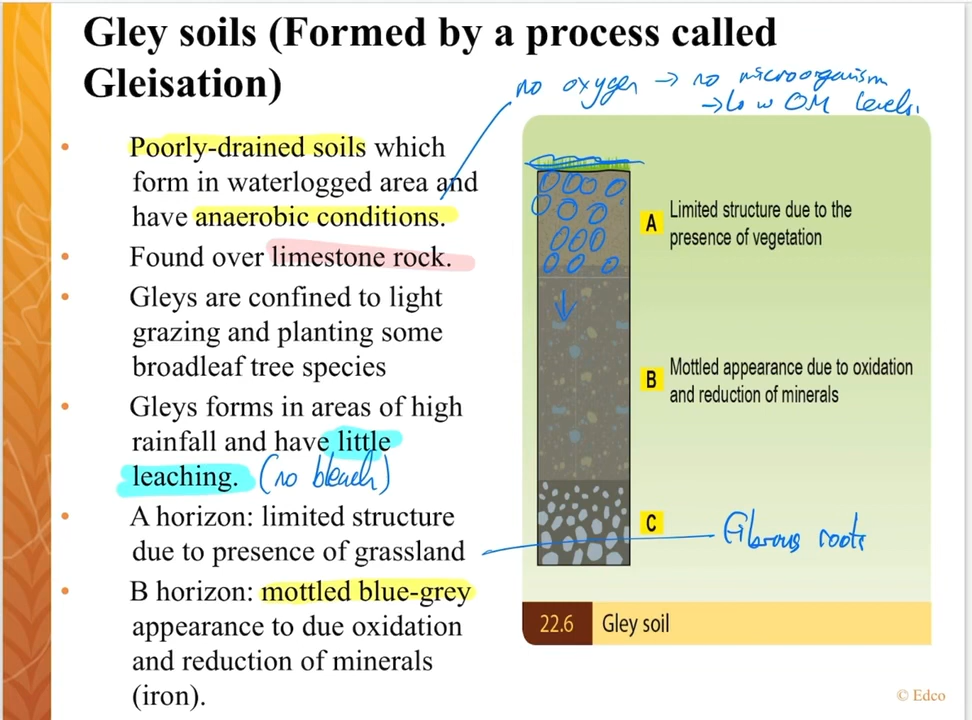 Gley soils (Formed by a process called
Gleisation)
no oxygen → no microorganism
→ low OM levels.
• Poorly-drained soils which
form in waterlogged area and
have anaerobic conditions.
• Found over limestone rock.
• Gleys are confined to light
grazing and planting some
broadleaf tree species
• Gleys forms in areas of high
rainfall and have little
leaching. (no bleach)
• A horizon: limited structure
due to presence of grassland
• B horizon: mottled blue-grey
appearance to due oxidation
and reduction of minerals
(iron).
A Limited structure due to the
presence of vegetation
B Mottled appearance due to oxidation
and reduction of minerals
C
Fibrous roots
22.6 Gley soil
© Edco